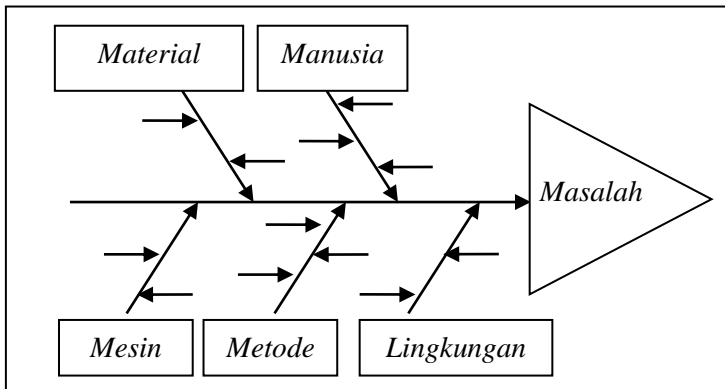 Material
Manusia
Masalah
Mesin
Metode
Lingkungan